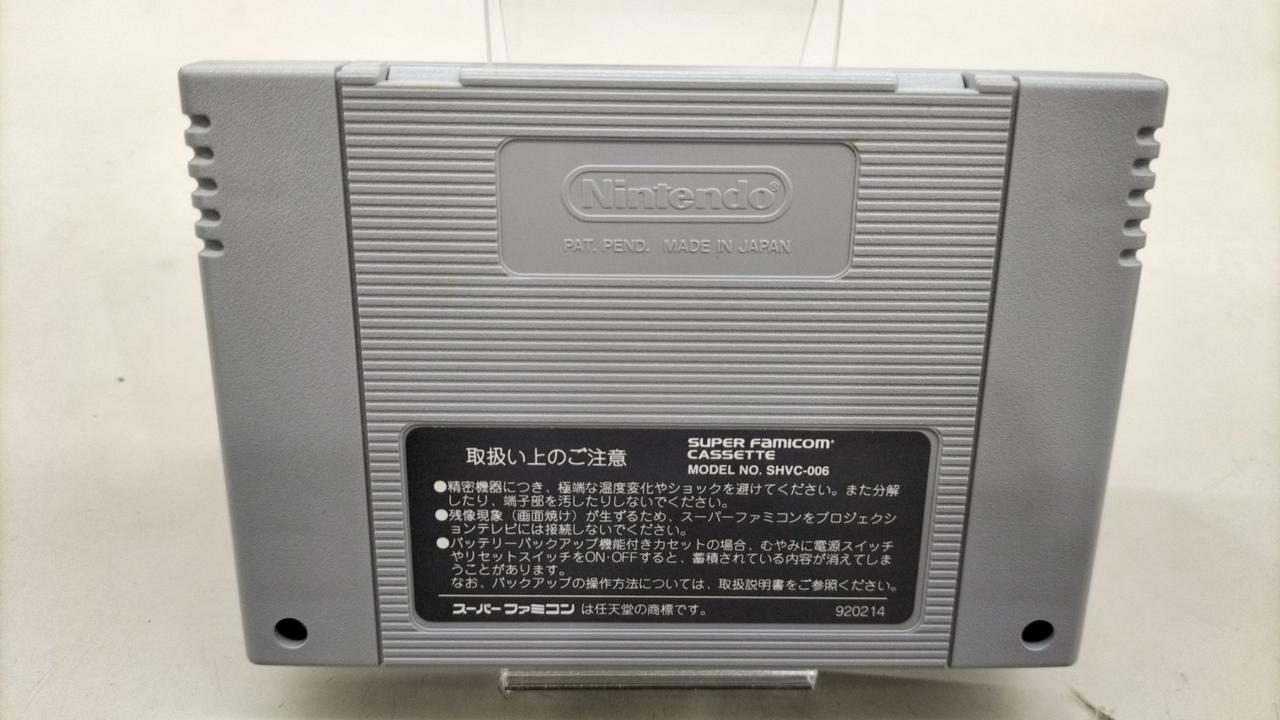 Nintendo®
PAT. PEND. MADE IN JAPAN
取扱い上のご注意
SUPER FAMICOM®
CASSETTE
MODEL NO. SHVC-006
●精密機器につき、極端な温度変化やショックを避けてください。また分解
したり、端子部を汚したりしないでください。
●残像現象（画面焼け）が生ずるため、スーパーファミコンをプロジェクシ
ョンテレビには接続しないでください。
●バッテリーバックアップ機能付きカセットの場合、むやみに電源スイッチ
やリセットスイッチをON･OFFすると、蓄積されている内容が消えてしま
うことがあります。
なお、バックアップの操作方法については、取扱説明書をご参照ください。
スーパーファミコン は任天堂の商標です。
920214